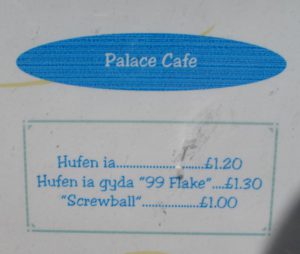 Palace Cafe
Hufen ia.........................£1.20
Hufen ia gyda "99 Flake"....£1.30
"Screwball".................£1.00